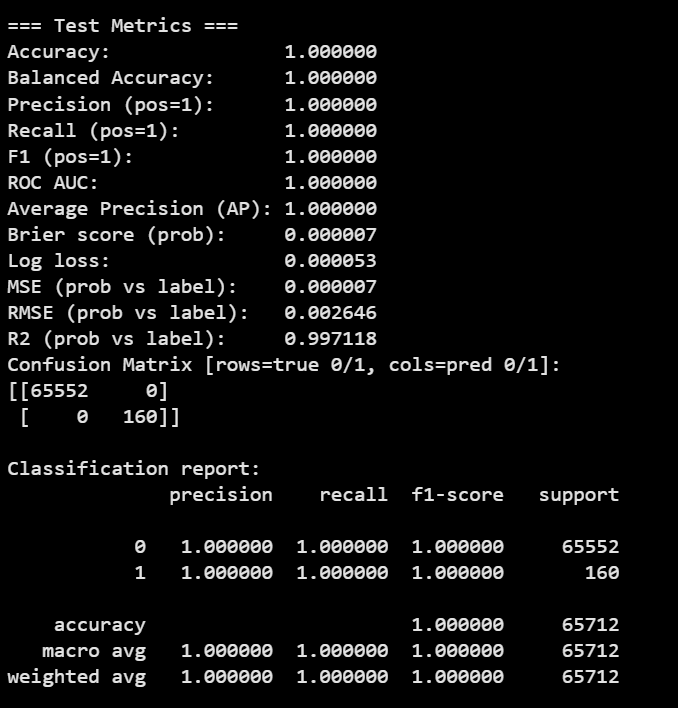 === Test Metrics ===
Accuracy:               1.000000
Balanced Accuracy:      1.000000
Precision (pos=1):      1.000000
Recall (pos=1):         1.000000
F1 (pos=1):             1.000000
ROC AUC:                1.000000
Average Precision (AP): 1.000000
Brier score (prob):     0.000007
Log loss:               0.000053
MSE (prob vs label):    0.000007
RMSE (prob vs label):   0.002646
R2 (prob vs label):     0.997118
Confusion Matrix [rows=true 0/1, cols=pred 0/1]:
[[65552     0]
 [    0   160]]

Classification report:
              precision    recall  f1-score   support

           0   1.000000  1.000000  1.000000     65552
           1   1.000000  1.000000  1.000000       160

    accuracy                       1.000000     65712
   macro avg   1.000000  1.000000  1.000000     65712
weighted avg   1.000000  1.000000  1.000000     65712